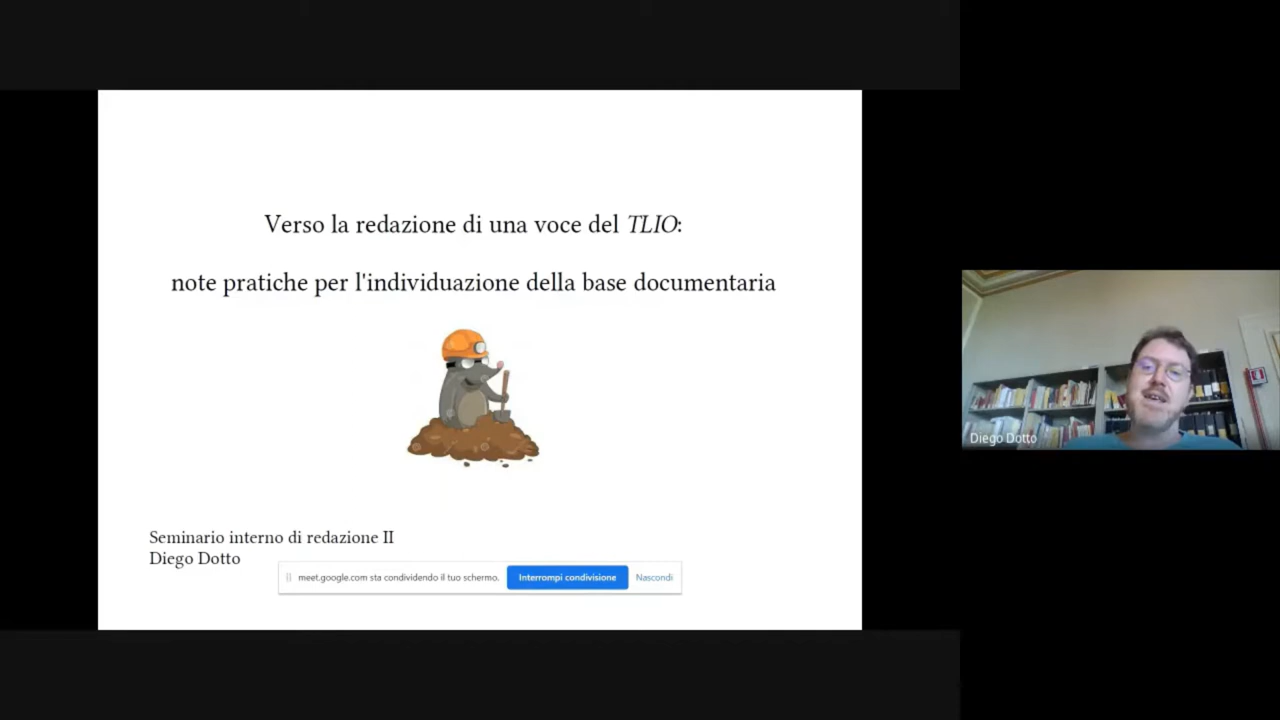 Verso la redazione di una voce del TLIO:
note pratiche per l'individuazione della base documentaria
Seminario interno di redazione II
Diego Dotto
meet.google.com sta condividendo il tuo schermo.
Interrompi condivisione
Nascondi
Diego Dotto